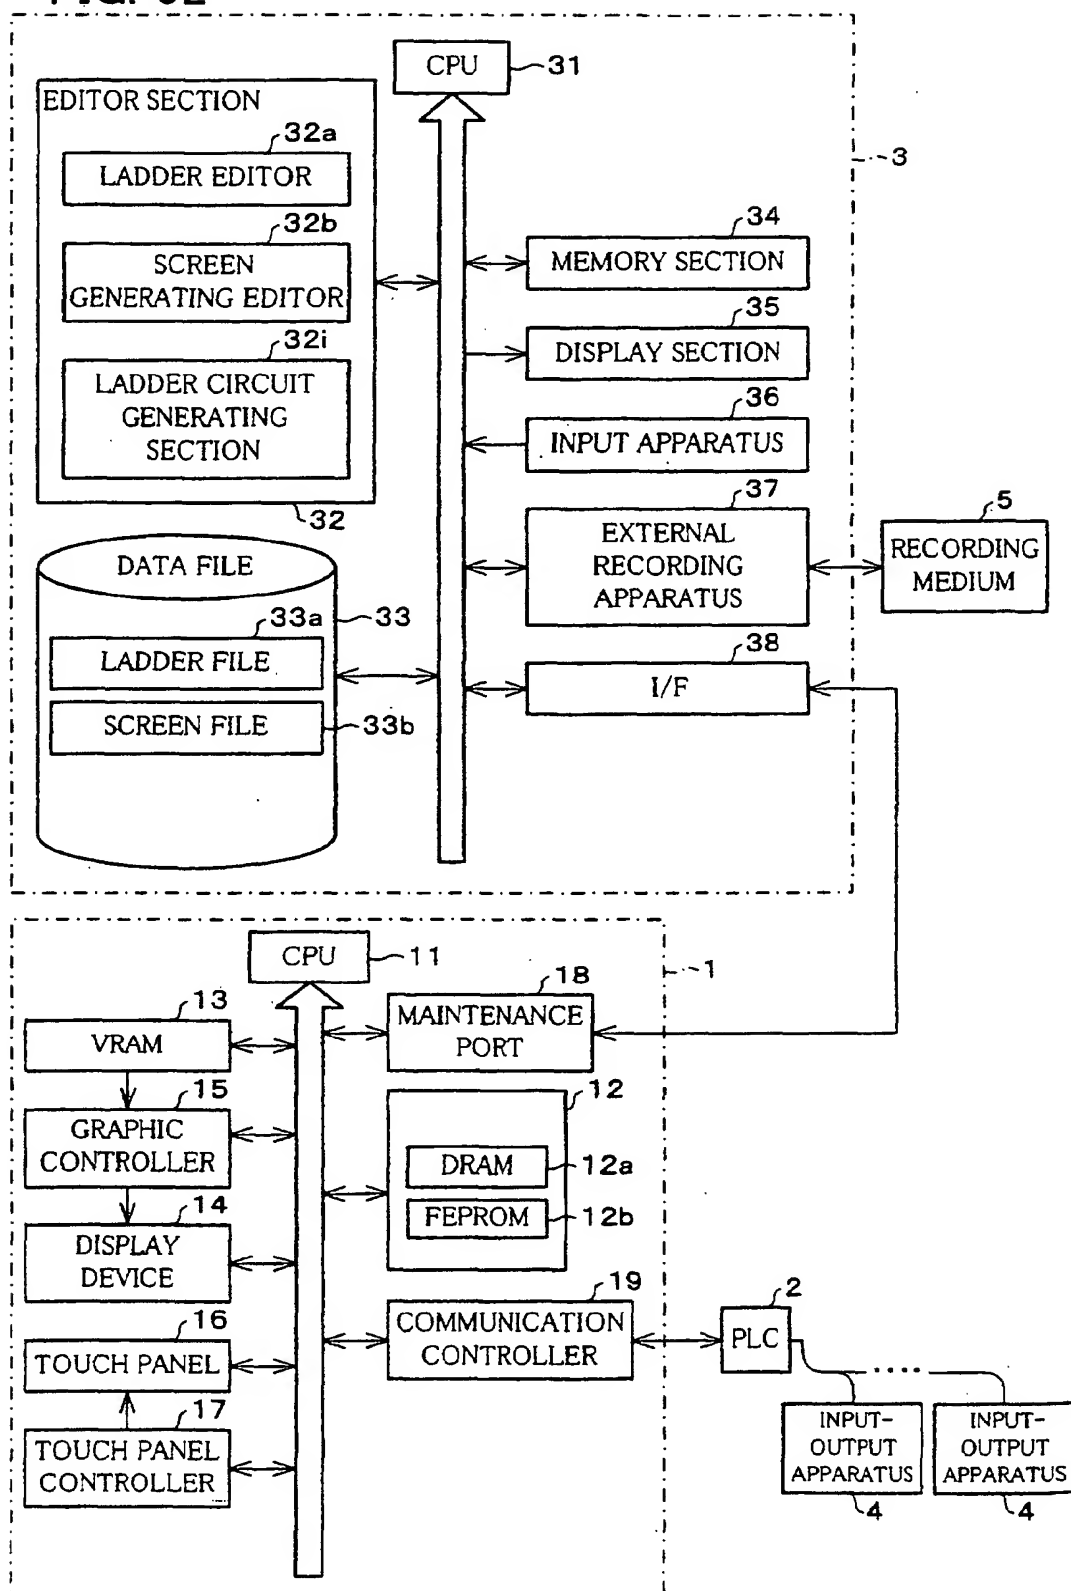 CPU
31
EDITOR SECTION
32a
LADDER EDITOR
32b
SCREEN
GENERATING EDITOR
32i
LADDER CIRCUIT
GENERATING
SECTION
32
3
34
MEMORY SECTION
35
DISPLAY SECTION
36
INPUT APPARATUS
37
EXTERNAL
RECORDING
APPARATUS
5
RECORDING
MEDIUM
38
I/F
DATA FILE
33a
33
LADDER FILE
SCREEN FILE
33b
CPU
11
1
13
VRAM
15
GRAPHIC
CONTROLLER
14
DISPLAY
DEVICE
16
TOUCH PANEL
17
TOUCH PANEL
CONTROLLER
18
MAINTENANCE
PORT
12
DRAM
12a
FEPROM
12b
19
COMMUNICATION
CONTROLLER
2
PLC
INPUT-
OUTPUT
APPARATUS
4
INPUT-
OUTPUT
APPARATUS
4